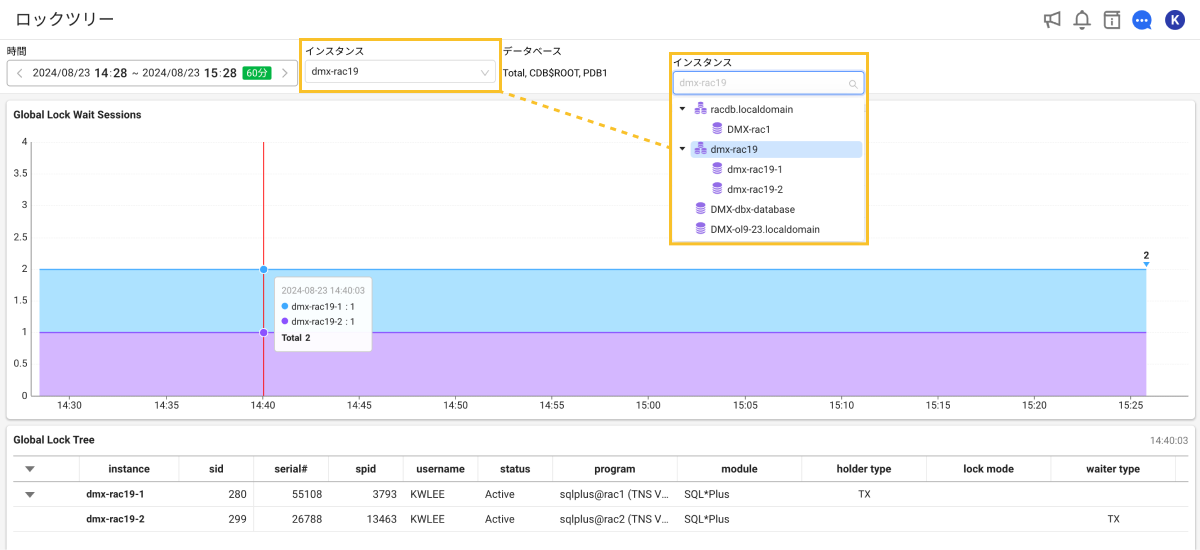 ロックツリー
K
時間
2024/08/23 14:28 ~ 2024/08/23 15:28 60分
インスタンス
dmx-rac19
データベース
Total, CDB$ROOT, PDB1
インスタンス
dmx-rac19
racdb.localdomain
DMX-rac1
dmx-rac19
dmx-rac19-1
dmx-rac19-2
DMX-dbx-database
DMX-ol9-23.localdomain
Global Lock Wait Sessions
4
3.5
3
2.5
2
1.5
1
0.5
0
2
2024-08-23 14:40:03
dmx-rac19-1 : 1
dmx-rac19-2 : 1
Total 2
14:30 14:35 14:40 14:45 14:50 14:55 15:00 15:05 15:10 15:15 15:20 15:25
Global Lock Tree 14:40:03
instance sid serial# spid username status program module holder type lock mode waiter type
dmx-rac19-1 280 55108 3793 KWLEE Active sqlplus@rac1 (TNS V... SQL*Plus TX
dmx-rac19-2 299 26788 13463 KWLEE Active sqlplus@rac2 (TNS V... SQL*Plus TX